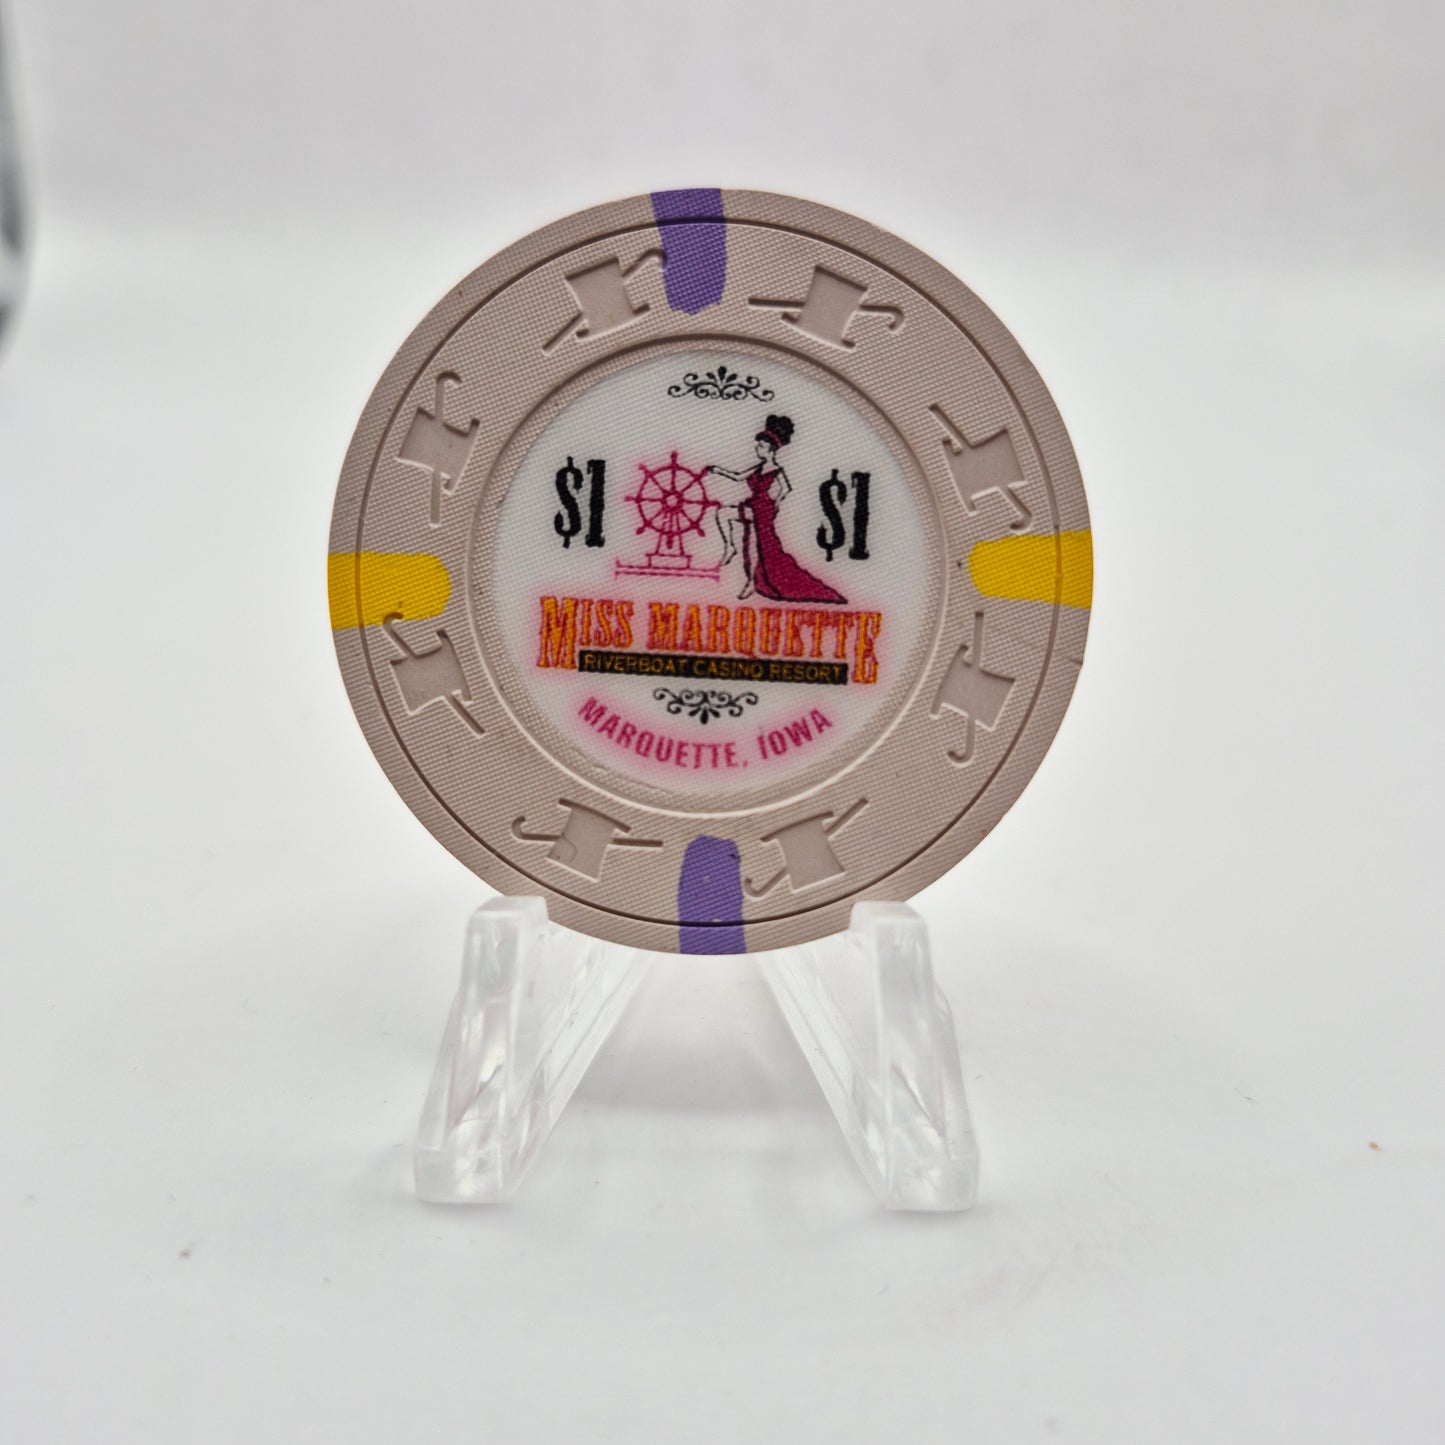 $1 $1
MISS MARQUETTE
RIVERBOAT CASINO RESORT
MARQUETTE, IOWA